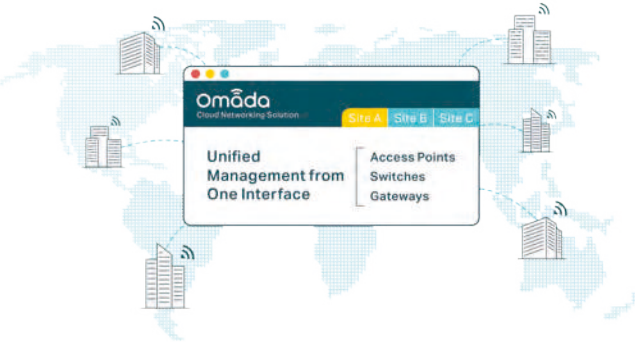 Omada
Cloud Networking Solution
Site A Site B Site C
Unified
Management from
One Interface
Access Points
Switches
Gateways